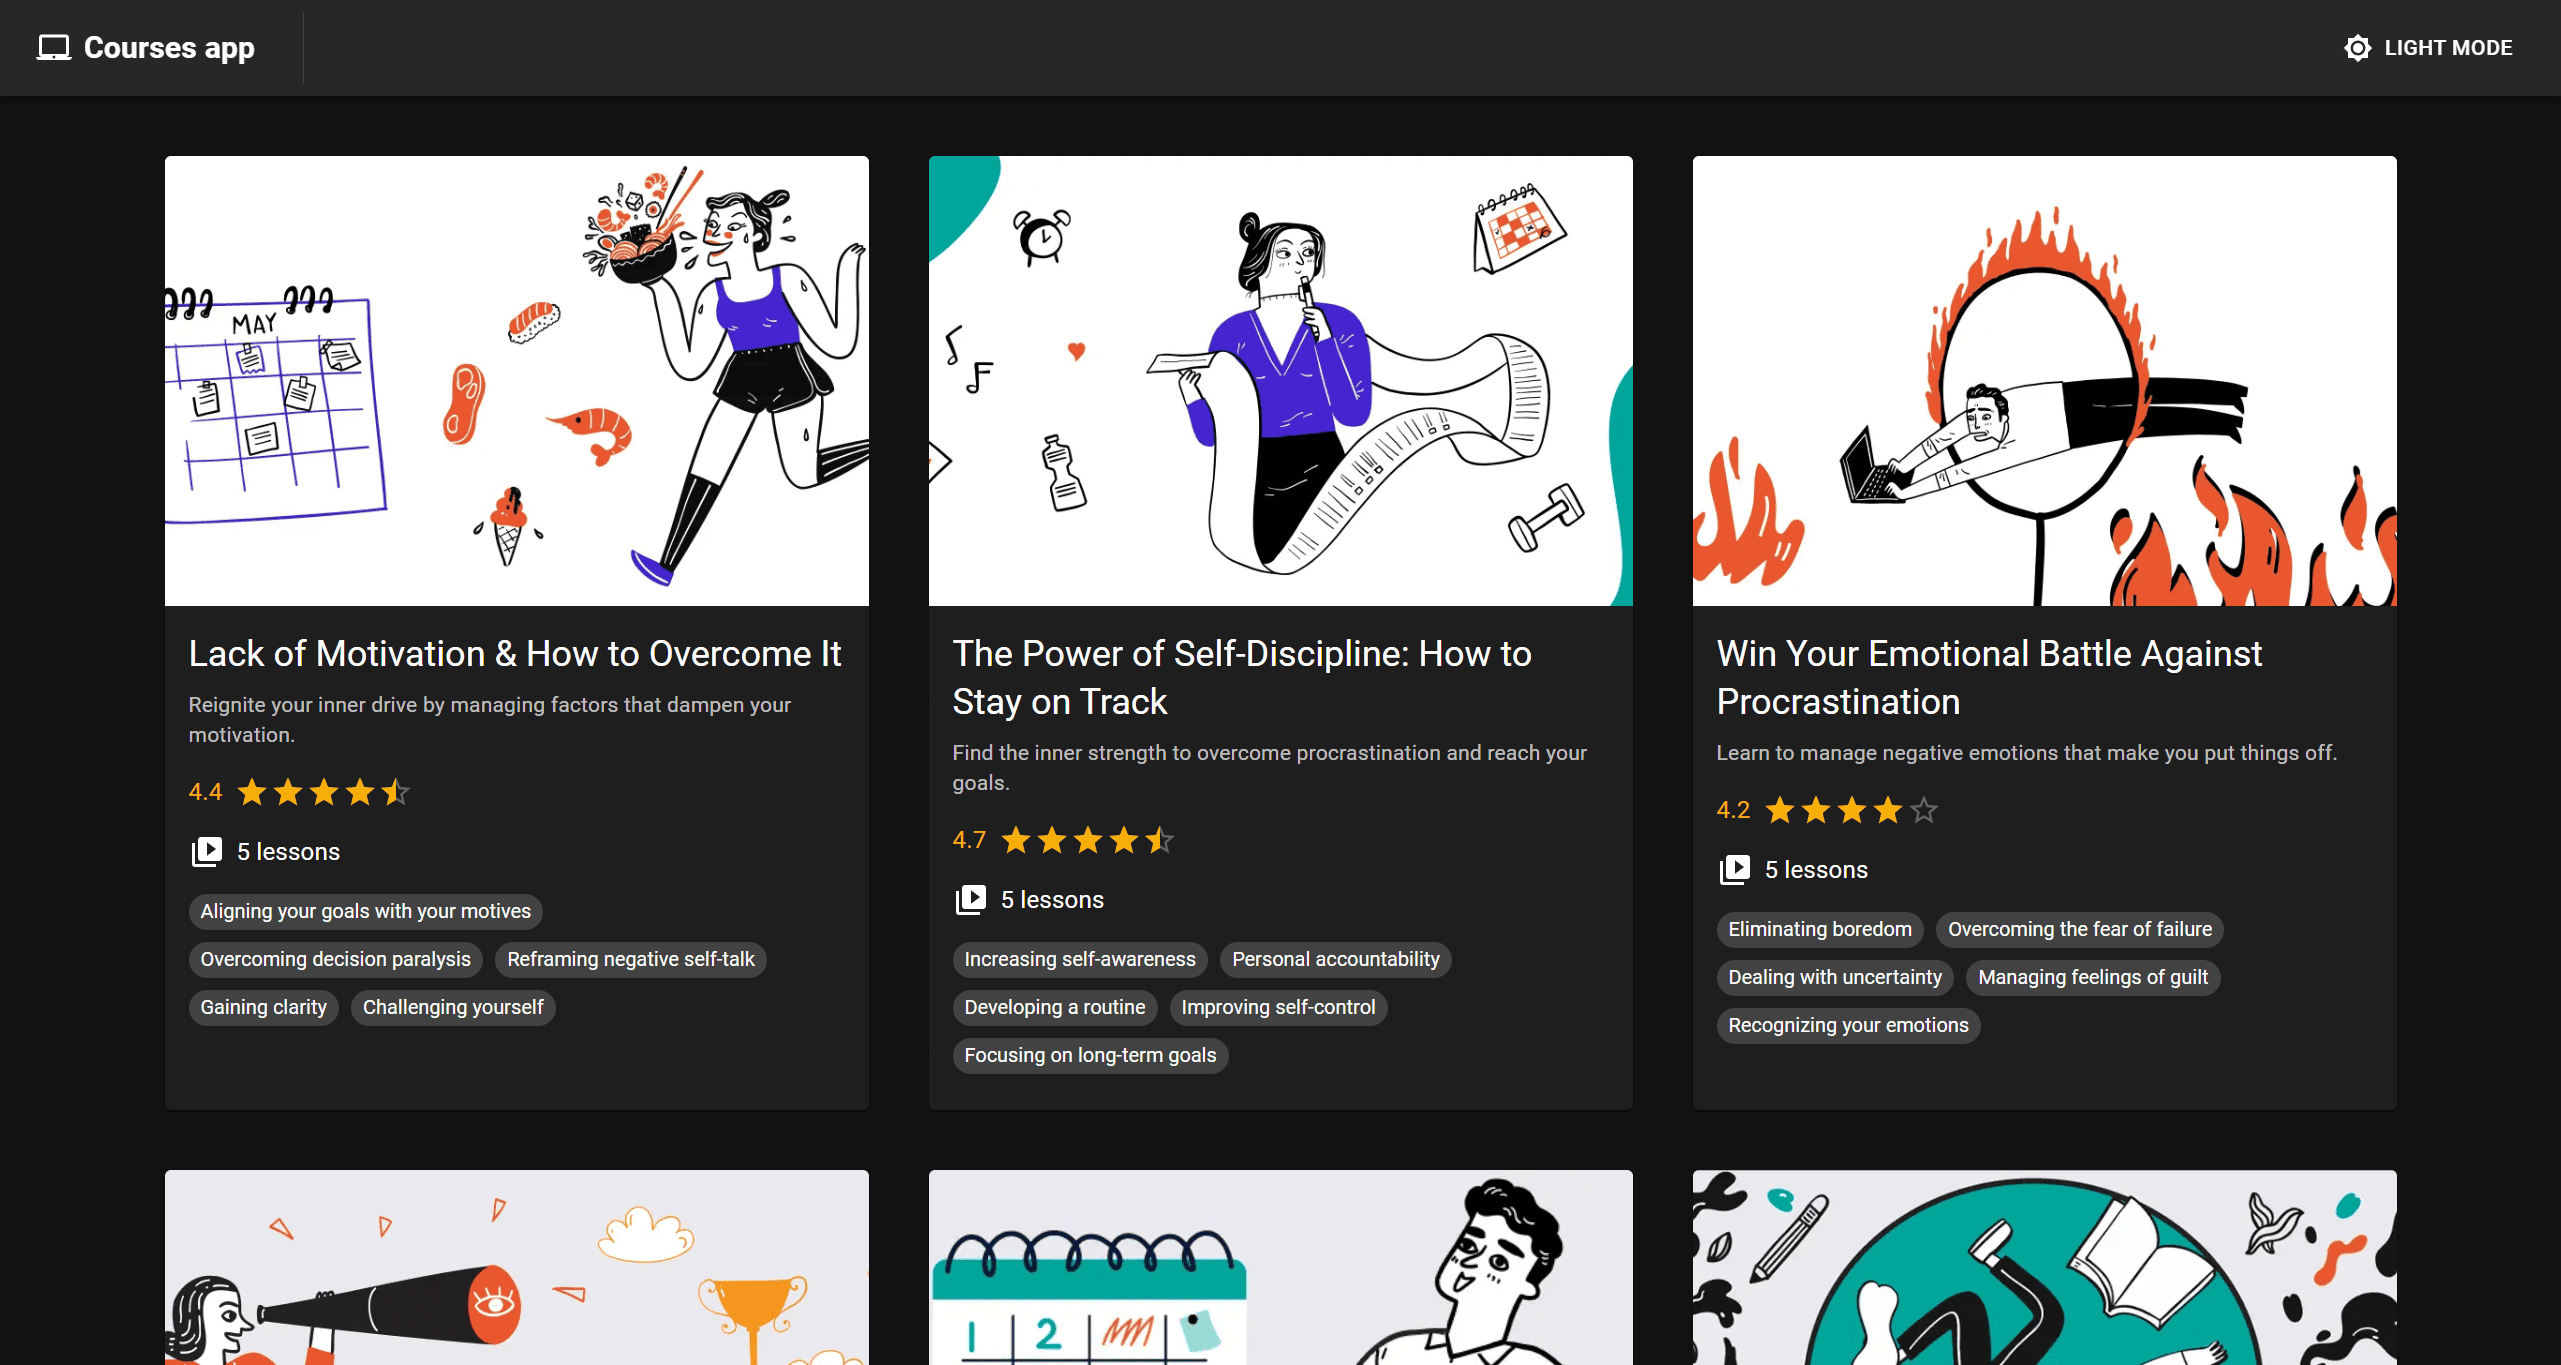 Courses app
LIGHT MODE
MAY
Lack of Motivation & How to Overcome It
Reignite your inner drive by managing factors that dampen your
motivation.
4.4
5 lessons
Aligning your goals with your motives
Overcoming decision paralysis
Reframing negative self-talk
Gaining clarity
Challenging yourself
The Power of Self-Discipline: How to
Stay on Track
Find the inner strength to overcome procrastination and reach your
goals.
4.7
5 lessons
Increasing self-awareness
Personal accountability
Developing a routine
Improving self-control
Focusing on long-term goals
Win Your Emotional Battle Against
Procrastination
Learn to manage negative emotions that make you put things off.
4.2
5 lessons
Eliminating boredom
Overcoming the fear of failure
Dealing with uncertainty
Managing feelings of guilt
Recognizing your emotions
1 2